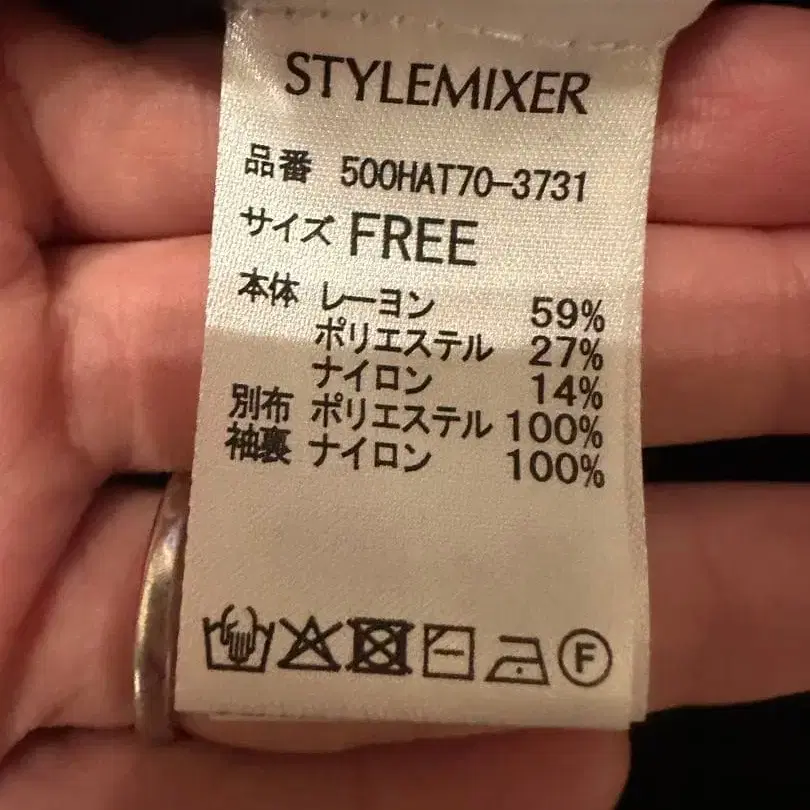 STYLEMIXER
品番 500HAT70-3731
サイズ FREE
本体 レーヨン 59%
ポリエステル 27%
ナイロン 14%
別布 ポリエステル 100%
袖裏 ナイロン 100%
F